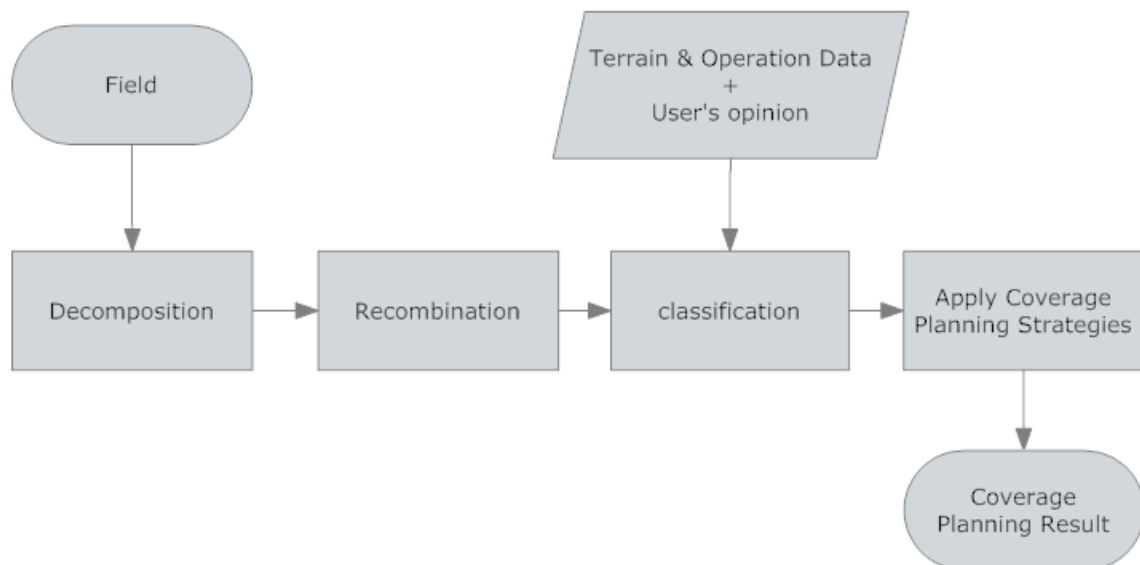 Field
Terrain & Operation Data
+
User's opinion
Decomposition
Recombination
classification
Apply Coverage
Planning Strategies
Coverage
Planning Result